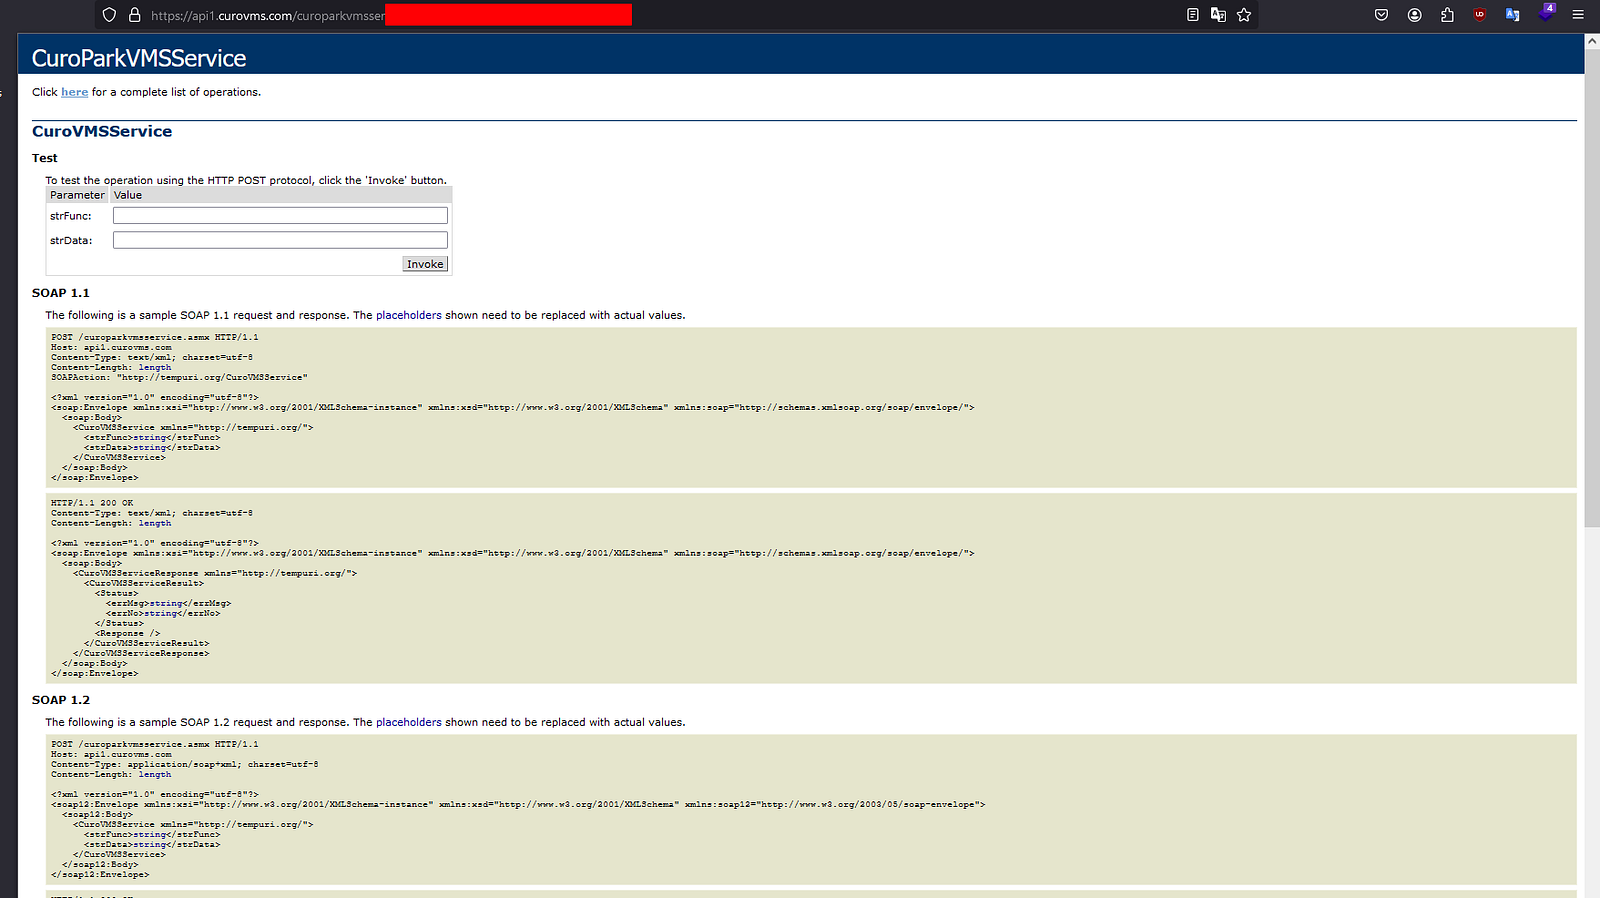 https://api1.curovms.com/curoparkvmsser
4
CuroParkVMSService
Click here for a complete list of operations.
CuroVMSService
Test
To test the operation using the HTTP POST protocol, click the 'Invoke' button.
Parameter Value
strFunc:
strData:
Invoke
SOAP 1.1
The following is a sample SOAP 1.1 request and response. The placeholders shown need to be replaced with actual values.
POST /curoparkvmsservice.asmx HTTP/1.1
Host: api1.curovms.com
Content-Type: text/xml; charset=utf-8
Content-Length: length
SOAPAction: "http://tempuri.org/CuroVMSService"
<?xml version="1.0" encoding="utf-8"?>
<soap:Envelope xmlns:xsi="http://www.w3.org/2001/XMLSchema-instance" xmlns:xsd="http://www.w3.org/2001/XMLSchema" xmlns:soap="http://schemas.xmlsoap.org/soap/envelope/">
<soap:Body>
<CuroVMSService xmlns="http://tempuri.org/">
<strFunc>string</strFunc>
<strData>string</strData>
</CuroVMSService>
</soap:Body>
</soap:Envelope>
HTTP/1.1 200 OK
Content-Type: text/xml; charset=utf-8
Content-Length: length
<?xml version="1.0" encoding="utf-8"?>
<soap:Envelope xmlns:xsi="http://www.w3.org/2001/XMLSchema-instance" xmlns:xsd="http://www.w3.org/2001/XMLSchema" xmlns:soap="http://schemas.xmlsoap.org/soap/envelope/">
<soap:Body>
<CuroVMSServiceResponse xmlns="http://tempuri.org/">
<CuroVMSServiceResult>
<Status>
<errMsg>string</errMsg>
<errNo>string</errNo>
</Status>
<Response />
</CuroVMSServiceResult>
</CuroVMSServiceResponse>
</soap:Body>
</soap:Envelope>
SOAP 1.2
The following is a sample SOAP 1.2 request and response. The placeholders shown need to be replaced with actual values.
POST /curoparkvmsservice.asmx HTTP/1.1
Host: api1.curovms.com
Content-Type: application/soap+xml; charset=utf-8
Content-Length: length
<?xml version="1.0" encoding="utf-8"?>
<soap12:Envelope xmlns:xsi="http://www.w3.org/2001/XMLSchema-instance" xmlns:xsd="http://www.w3.org/2001/XMLSchema" xmlns:soap12="http://www.w3.org/2003/05/soap-envelope">
<soap12:Body>
<CuroVMSService xmlns="http://tempuri.org/">
<strFunc>string</strFunc>
<strData>string</strData>
</CuroVMSService>
</soap12:Body>
</soap12:Envelope>